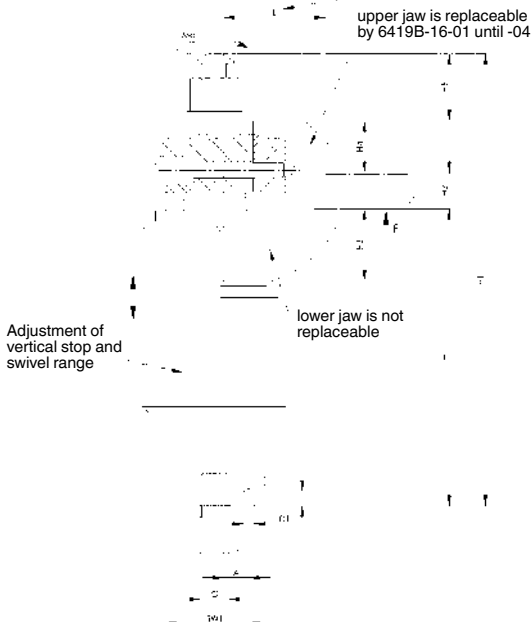 upper jaw is replaceable
by 6419B-16-01 until -04
F
lower jaw is not
replaceable
Adjustment of
vertical stop and
swivel range